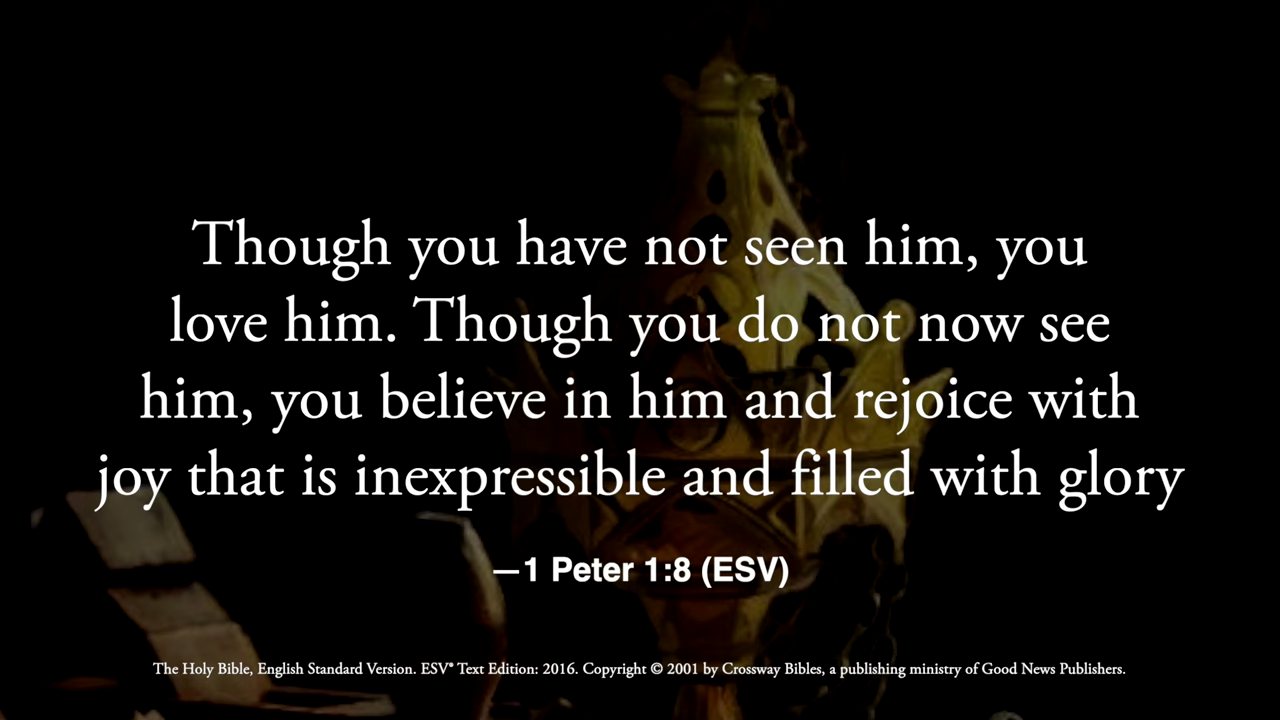 Though you have not seen him, you
love him. Though you do not now see
him, you believe in him and rejoice with
joy that is inexpressible and filled with glory
—1 Peter 1:8 (ESV)
The Holy Bible, English Standard Version. ESV® Text Edition: 2016. Copyright © 2001 by Crossway Bibles, a publishing ministry of Good News Publishers.